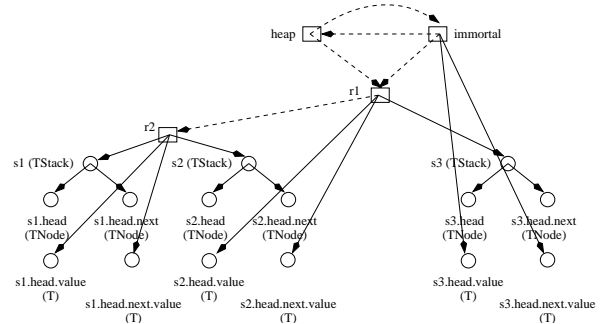 heap
immortal
r1
r2
s1 (TStack)
s2 (TStack)
s3 (TStack)
s1.head
(TNode)
s1.head.next
(TNode)
s2.head
(TNode)
s2.head.next
(TNode)
s3.head
(TNode)
s3.head.next
(TNode)
s1.head.value
(T)
s1.head.next.value
(T)
s2.head.value
(T)
s2.head.next.value
(T)
s3.head.value
(T)
s3.head.next.value
(T)